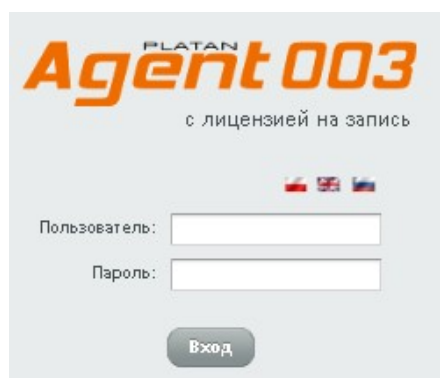 PLATAN
Agent 003
с лицензией на запись
Пользователь:
Пароль:
Вход